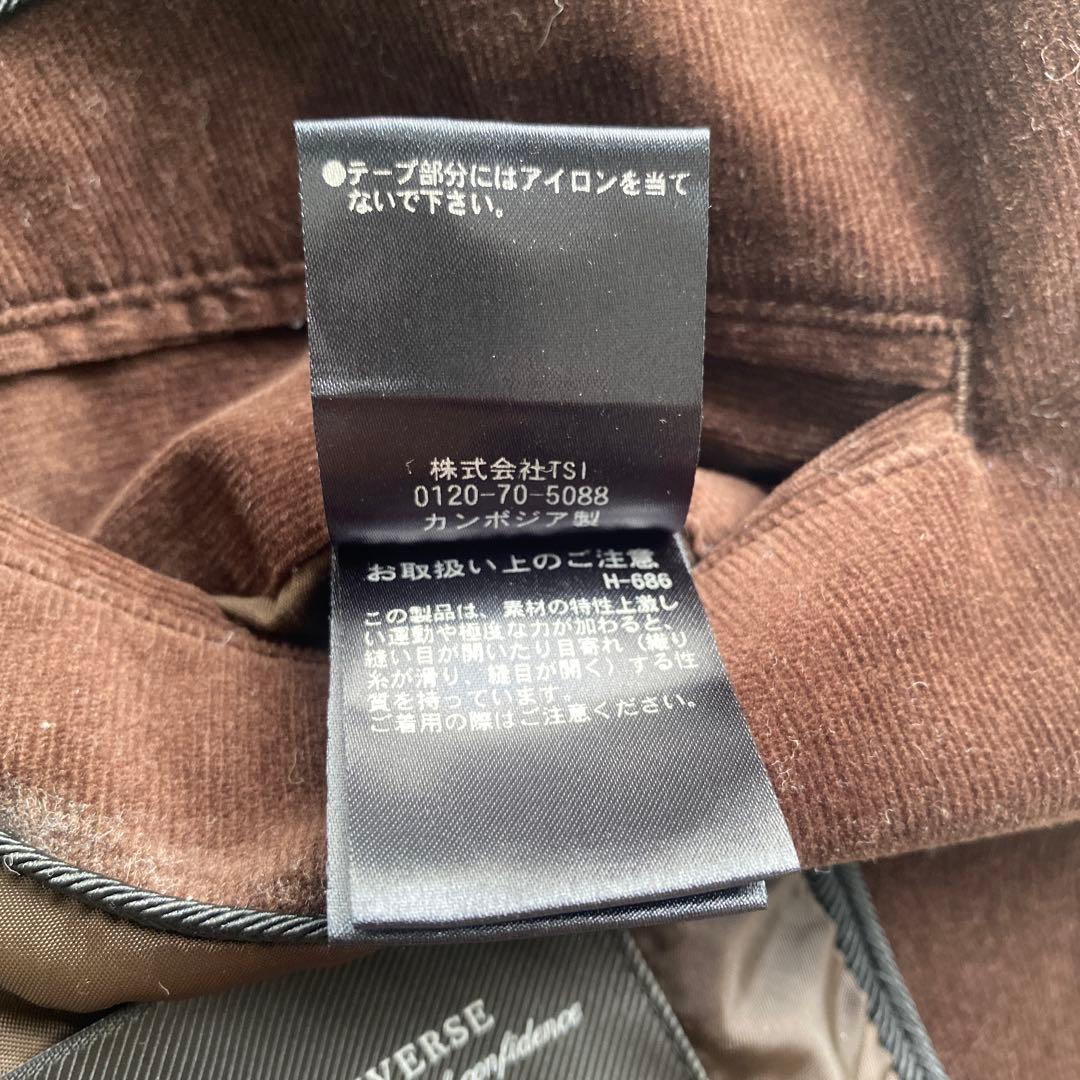 ●テープ部分にはアイロンを当て
ないで下さい。
株式会社TSI
0120-70-5088
カンボジア製
お取扱い上のご注意
H-686
この製品は、素材の特性上激し
い運動や極度な力が加わると、
縫い目が開いたり目寄れ（織り
糸が滑り、縫目が開く）する性
質を持っています。
ご着用の際はご注意ください。
VERSE
confidence